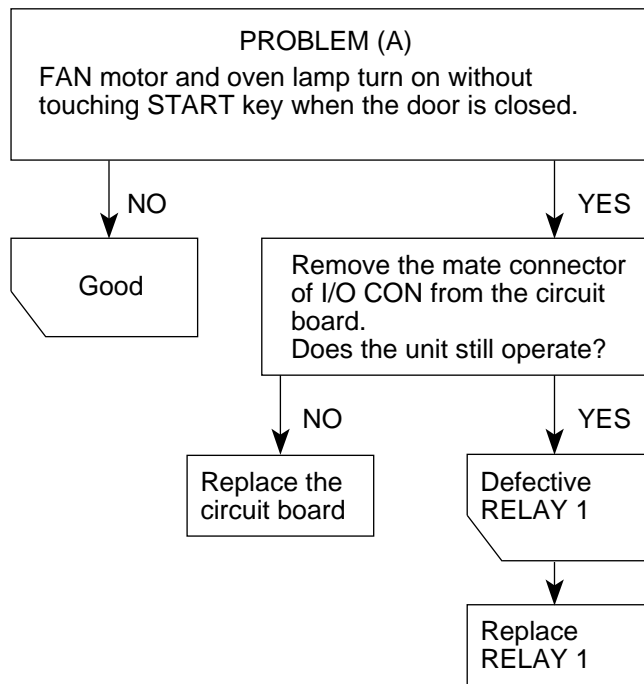 PROBLEM (A)
FAN motor and oven lamp turn on without
touching START key when the door is closed.
NO
YES
Good
Remove the mate connector
of I/O CON from the circuit
board.
Does the unit still operate?
NO
YES
Replace the
circuit board
Defective
RELAY 1
Replace
RELAY 1